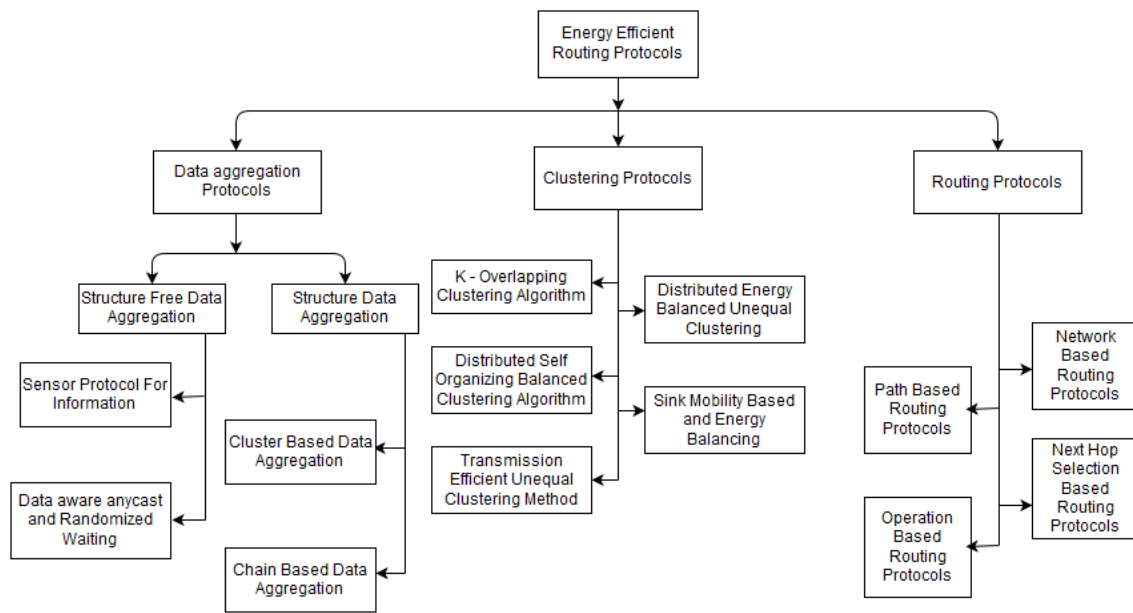 Energy Efficient
Routing Protocols
Data aggregation
Protocols
Clustering Protocols
Routing Protocols
Structure Free Data
Aggregation
Structure Data
Aggregation
K - Overlapping
Clustering Algorithm
Distributed Energy
Balanced Unequal
Clustering
Sensor Protocol For
Information
Distributed Self
Organizing Balanced
Clustering Algorithm
Sink Mobility Based
and Energy
Balancing
Path Based
Routing
Protocols
Network
Based
Routing
Protocols
Cluster Based Data
Aggregation
Transmission
Efficient Unequal
Clustering Method
Next Hop
Selection
Based
Routing
Protocols
Data aware anycast
and Randomized
Waiting
Operation
Based
Routing
Protocols
Chain Based Data
Aggregation